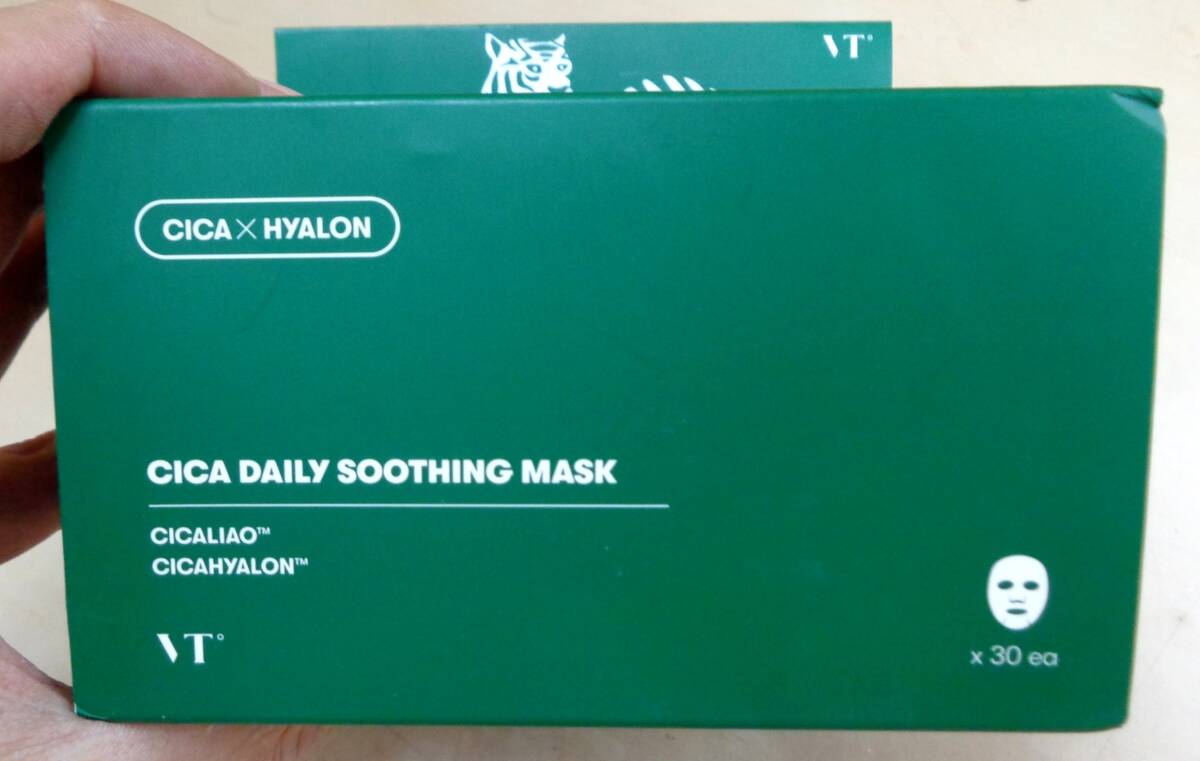 VT°
CICA X HYALON
CICA DAILY SOOTHING MASK
CICALIAO™
CICAHYALON™
VT°
x 30 ea